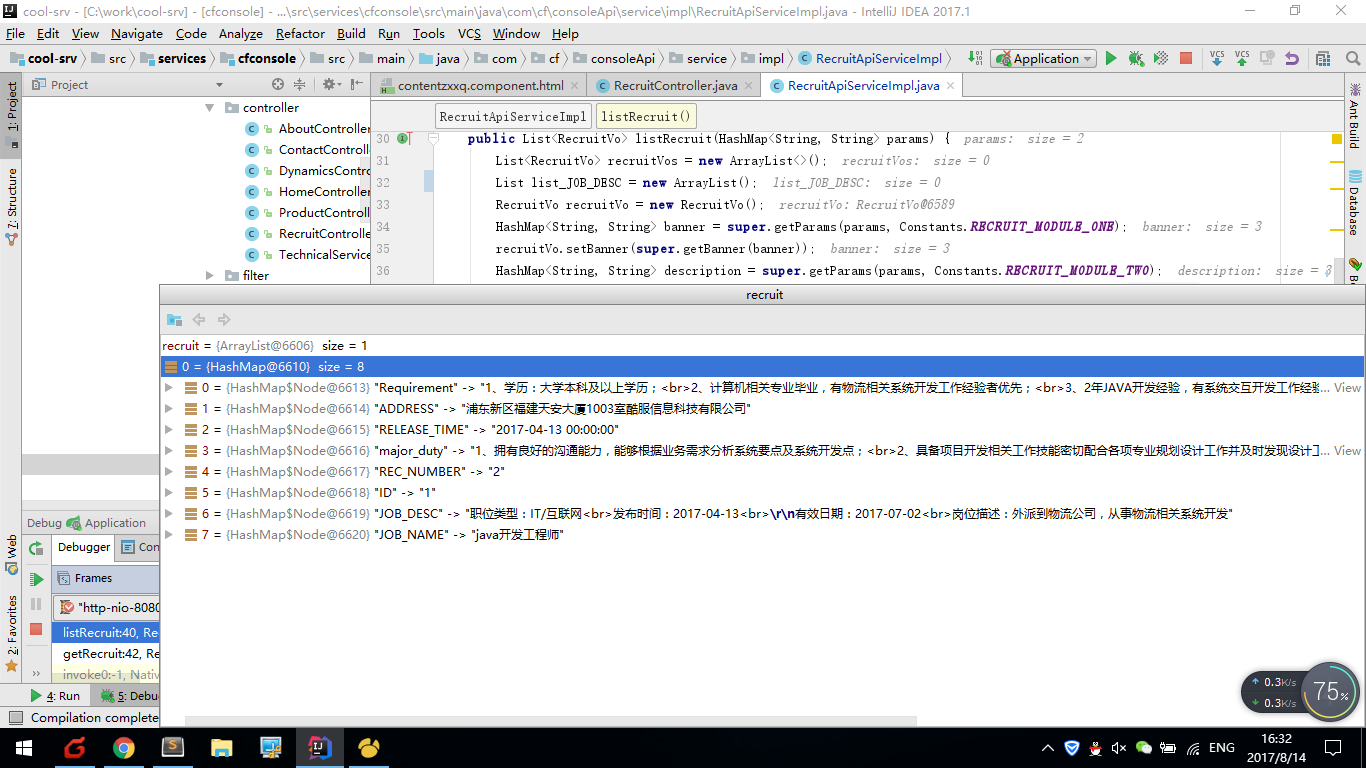 cool-srv - [C:\work\cool-srv] - [cfconsole] - ...\src\services\cfconsole\src\main\java\com\cf\consoleApi\service\impl\RecruitApiServiceImpl.java - IntelliJ IDEA 2017.1
File Edit View Navigate Code Analyze Refactor Build Run Tools VCS Window Help
cool-srv src services cfconsole src main java com cf consoleApi service impl RecruitApiServiceImpl Application VCS VCS
Project contentzxxq.component.html RecruitController.java RecruitApiServiceImpl.java
1: Project
7: Structure
Web
2: Favorites
Ant Build
Database
controller
AboutController
ContactControll
DynamicsContro
HomeController
ProductControll
RecruitControlle
TechnicalService
filter
RecruitApiServiceImpl listRecruit()
30 public List<RecruitVo> listRecruit(HashMap<String, String> params) { params: size = 2
31 List<RecruitVo> recruitVos = new ArrayList<>(); recruitVos: size = 0
32 List list_JOB_DESC = new ArrayList(); list_JOB_DESC: size = 0
33 RecruitVo recruitVo = new RecruitVo(); recruitVo: RecruitVo@6589
34 HashMap<String, String> banner = super.getParams(params, Constants.RECRUIT_MODULE_ONE); banner: size = 3
35 recruitVo.setBanner(super.getBanner(banner)); banner: size = 3
36 HashMap<String, String> description = super.getParams(params, Constants.RECRUIT_MODULE_TWO); description: size = 3
recruit
recruit = {ArrayList@6606} size = 1
0 = {HashMap@6610} size = 8
0 = {HashMap$Node@6613} "Requirement" -> "1、学历：大学本科及以上学历；<br>2、计算机相关专业毕业，有物流相关系统开发工作经验者优先；<br>3、2年JAVA开发经验，有系统交互开发工作经验... View
1 = {HashMap$Node@6614} "ADDRESS" -> "浦东新区福建天安大厦1003室酷服信息科技有限公司"
2 = {HashMap$Node@6615} "RELEASE_TIME" -> "2017-04-13 00:00:00"
3 = {HashMap$Node@6616} "major_duty" -> "1、拥有良好的沟通能力，能够根据业务需求分析系统要点及系统开发点；<br>2、具备项目开发相关工作技能密切配合各项专业规划设计工作并及时发现设计工... View
4 = {HashMap$Node@6617} "REC_NUMBER" -> "2"
5 = {HashMap$Node@6618} "ID" -> "1"
6 = {HashMap$Node@6619} "JOB_DESC" -> "职位类型：IT/互联网<br>发布时间：2017-04-13<br>\r\n有效日期：2017-07-02<br>岗位描述：外派到物流公司，从事物流相关系统开发"
7 = {HashMap$Node@6620} "JOB_NAME" -> "java开发工程师"
Debug Application
Debugger Con
Frames
"http-nio-8080
listRecruit:40, Re
getRecruit:42, Re
invoke0:-1, Nativ
4: Run 5: Debu
Compilation complete
0.3K/s
0.3K/s
75%
ENG
16:32
2017/8/14